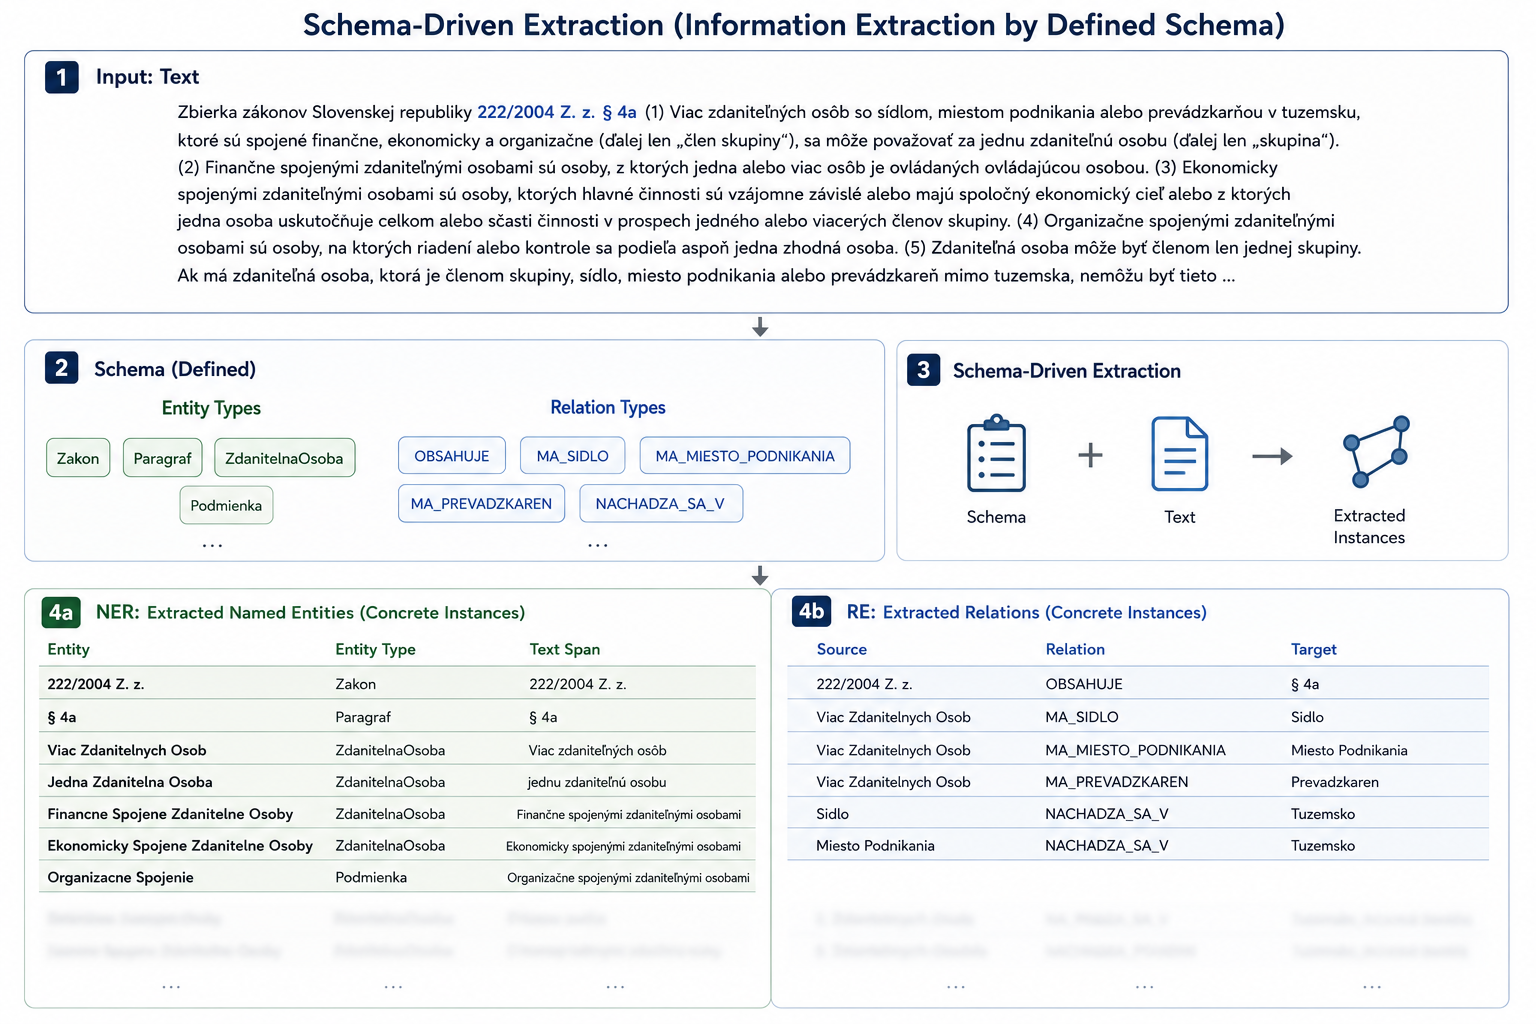 Schema-Driven Extraction (Information Extraction by Defined Schema)
1 Input: Text
Zbierka zákonov Slovenskej republiky 222/2004 Z. z. § 4a (1) Viac zdaniteľných osôb so sídlom, miestom podnikania alebo prevádzkarňou v tuzemsku,
ktoré sú spojené finančne, ekonomicky a organizačne (ďalej len „člen skupiny“), sa môže považovať za jednu zdaniteľnú osobu (ďalej len „skupina“).
(2) Finančne spojenými zdaniteľnými osobami sú osoby, z ktorých jedna alebo viac osôb je ovládaných ovládajúcou osobou. (3) Ekonomicky
spojenými zdaniteľnými osobami sú osoby, ktorých hlavné činnosti sú vzájomne závislé alebo majú spoločný ekonomický cieľ alebo z ktorých
jedna osoba uskutočňuje celkom alebo sčasti činnosti v prospech jedného alebo viacerých členov skupiny. (4) Organizačne spojenými zdaniteľnými
osobami sú osoby, na ktorých riadení alebo kontrole sa podieľa aspoň jedna zhodná osoba. (5) Zdaniteľná osoba môže byť členom len jednej skupiny.
Ak má zdaniteľná osoba, ktorá je členom skupiny, sídlo, miesto podnikania alebo prevádzkareň mimo tuzemska, nemôžu byť tieto ...
2 Schema (Defined)
Entity Types
Zakon Paragraf ZdanitelnaOsoba
Podmienka
...
Relation Types
OBSAHUJE MA_SIDLO MA_MIESTO_PODNIKANIA
MA_PREVADZKAREN NACHADZA_SA_V
...
3 Schema-Driven Extraction
+
Schema Text Extracted
Instances
4a NER: Extracted Named Entities (Concrete Instances)
Entity Entity Type Text Span
222/2004 Z. z. Zakon 222/2004 Z. z.
§ 4a Paragraf § 4a
Viac Zdanitelnych Osob ZdanitelnaOsoba Viac zdaniteľných osôb
Jedna Zdanitelna Osoba ZdanitelnaOsoba jednu zdaniteľnú osobu
Financne Spojene Zdanitelne Osoby ZdanitelnaOsoba Finančne spojenými zdaniteľnými osobami
Ekonomicky Spojene Zdanitelne Osoby ZdanitelnaOsoba Ekonomicky spojenými zdaniteľnými osobami
Organizacne Spojenie Podmienka Organizačne spojenými zdaniteľnými osobami
... ... ...
4b RE: Extracted Relations (Concrete Instances)
Source Relation Target
222/2004 Z. z. OBSAHUJE § 4a
Viac Zdanitelnych Osob MA_SIDLO Sidlo
Viac Zdanitelnych Osob MA_MIESTO_PODNIKANIA Miesto Podnikania
Viac Zdanitelnych Osob MA_PREVADZKAREN Prevadzkaren
Sidlo NACHADZA_SA_V Tuzemsko
Miesto Podnikania NACHADZA_SA_V Tuzemsko
... ... ...